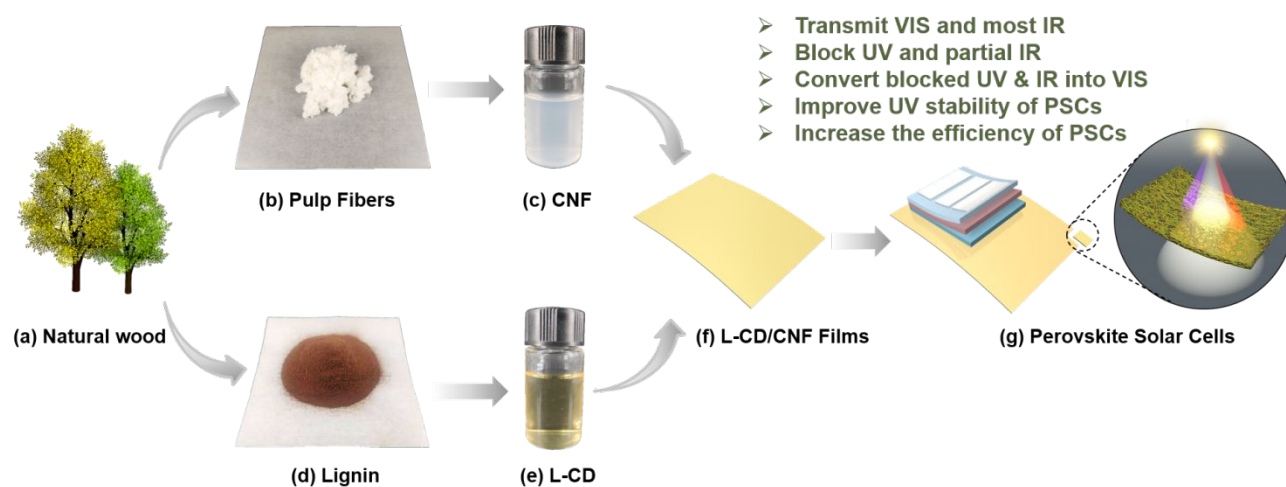 ➢ Transmit VIS and most IR
➢ Block UV and partial IR
➢ Convert blocked UV & IR into VIS
➢ Improve UV stability of PSCs
➢ Increase the efficiency of PSCs
(b) Pulp Fibers
(c) CNF
(a) Natural wood
(f) L-CD/CNF Films
(g) Perovskite Solar Cells
(d) Lignin
(e) L-CD